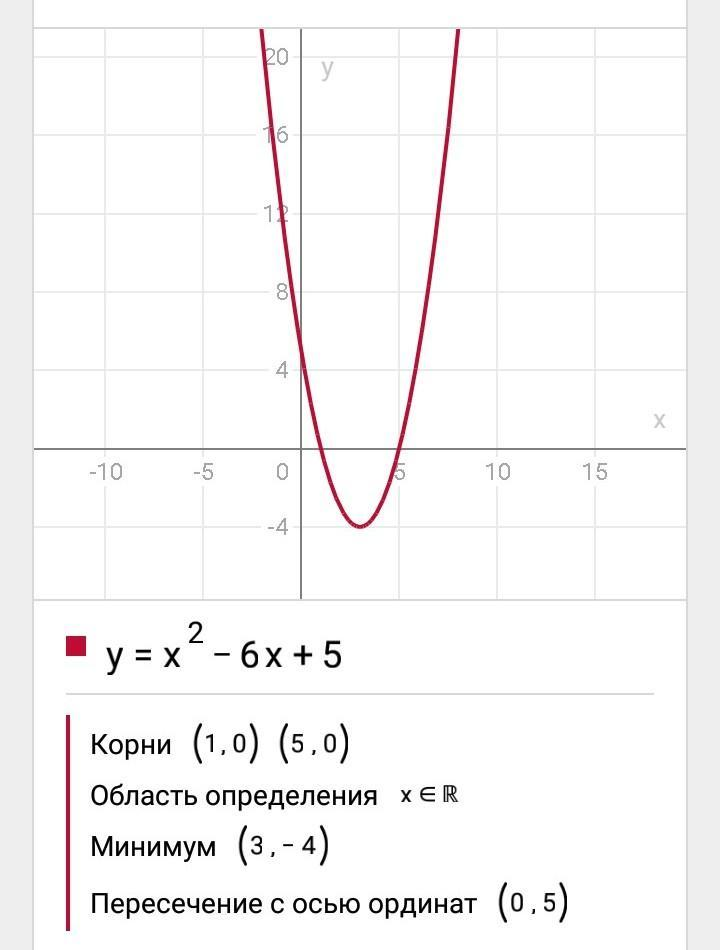 20
y
16
12
8
4
x
-10 -5 0 5 10 15
-4
y = x² − 6x + 5
Корни (1,0) (5,0)
Область определения x ∈ ℝ
Минимум (3,−4)
Пересечение с осью ординат (0,5)